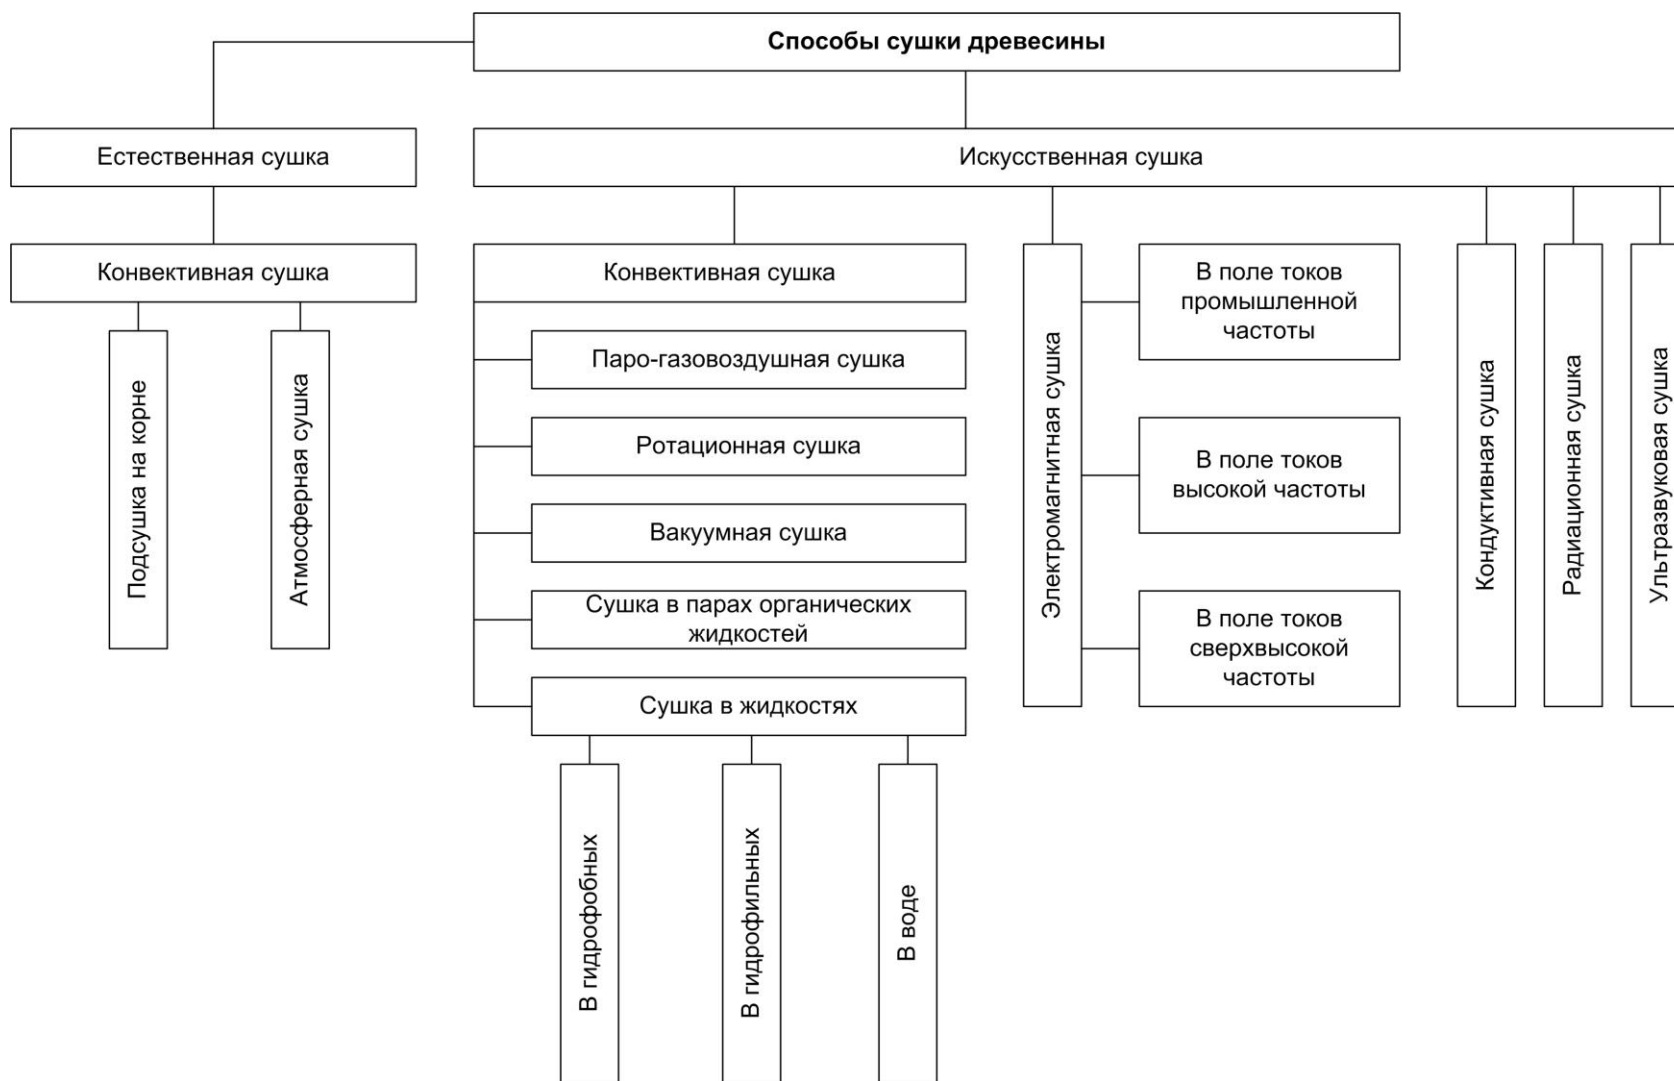 Способы сушки древесины
Естественная сушка
Искусственная сушка
Конвективная сушка
Конвективная сушка
Подсушка на корне
Атмосферная сушка
Паро-газовоздушная сушка
Ротационная сушка
Вакуумная сушка
Сушка в парах органических
жидкостей
Сушка в жидкостях
В гидрофобных
В гидрофильных
В воде
Электромагнитная сушка
В поле токов
промышленной
частоты
В поле токов
высокой частоты
В поле токов
сверхвысокой
частоты
Кондуктивная сушка
Радиационная сушка
Ультразвуковая сушка